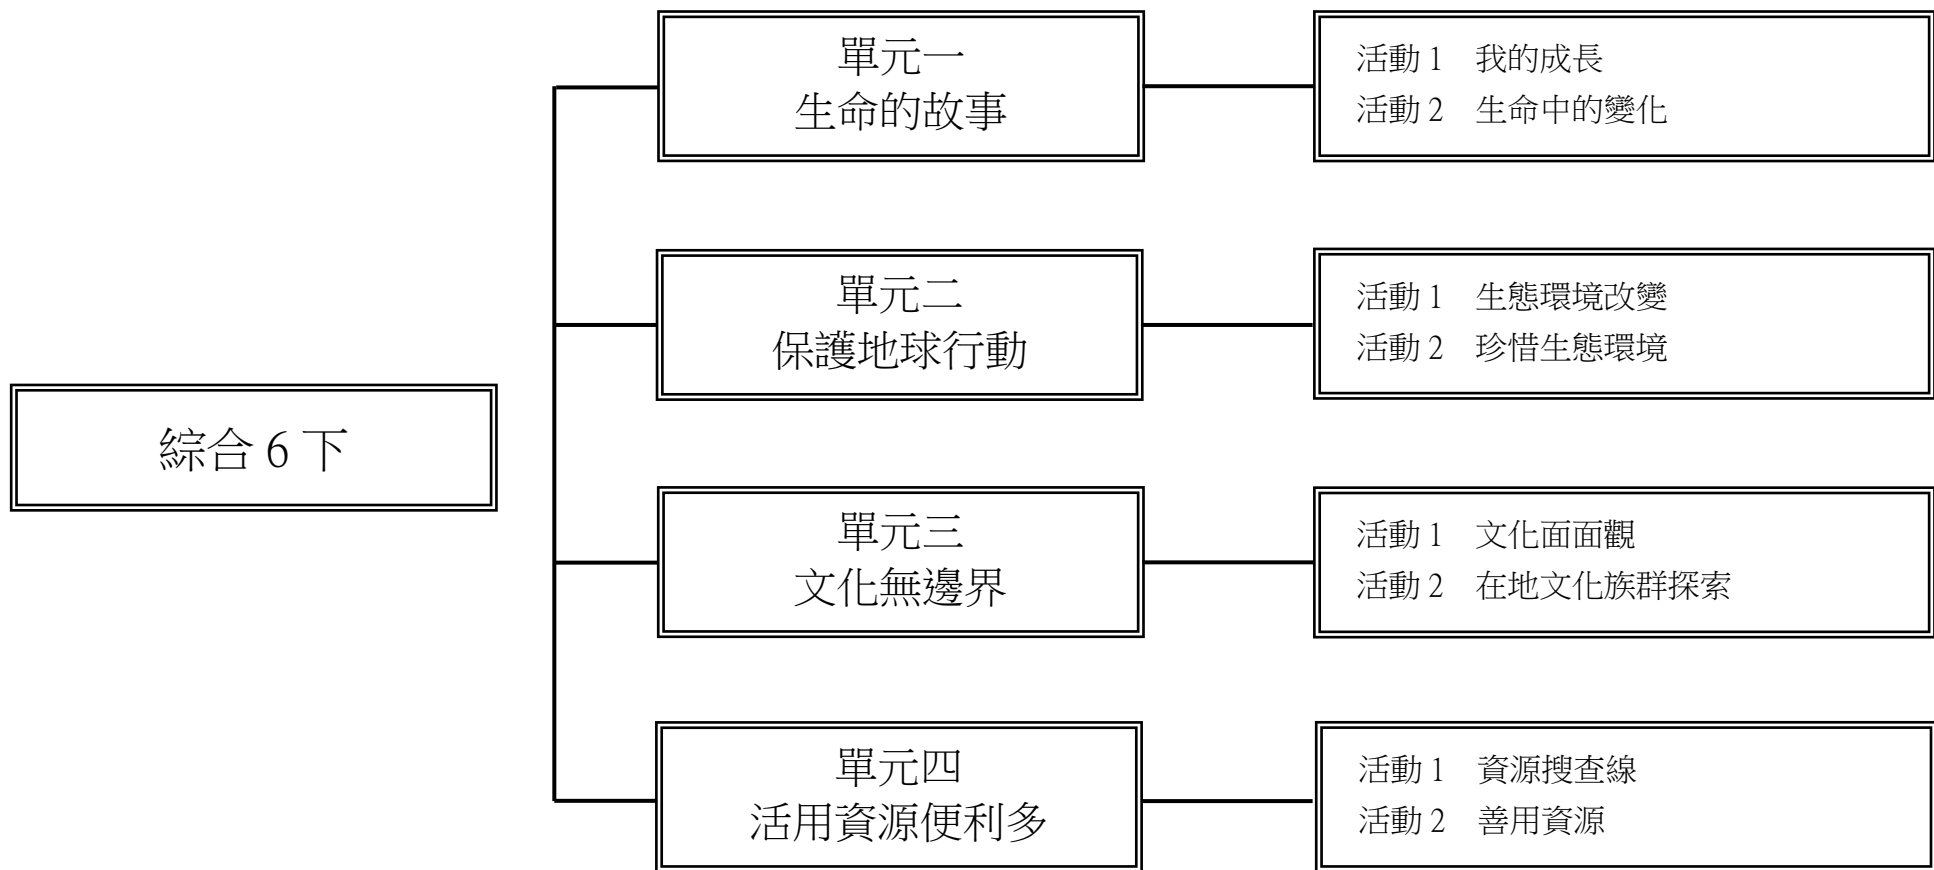 綜合 6 下
單元一
生命的故事
活動 1　我的成長
活動 2　生命中的變化
單元二
保護地球行動
活動 1　生態環境改變
活動 2　珍惜生態環境
單元三
文化無邊界
活動 1　文化面面觀
活動 2　在地文化族群探索
單元四
活用資源便利多
活動 1　資源搜查線
活動 2　善用資源